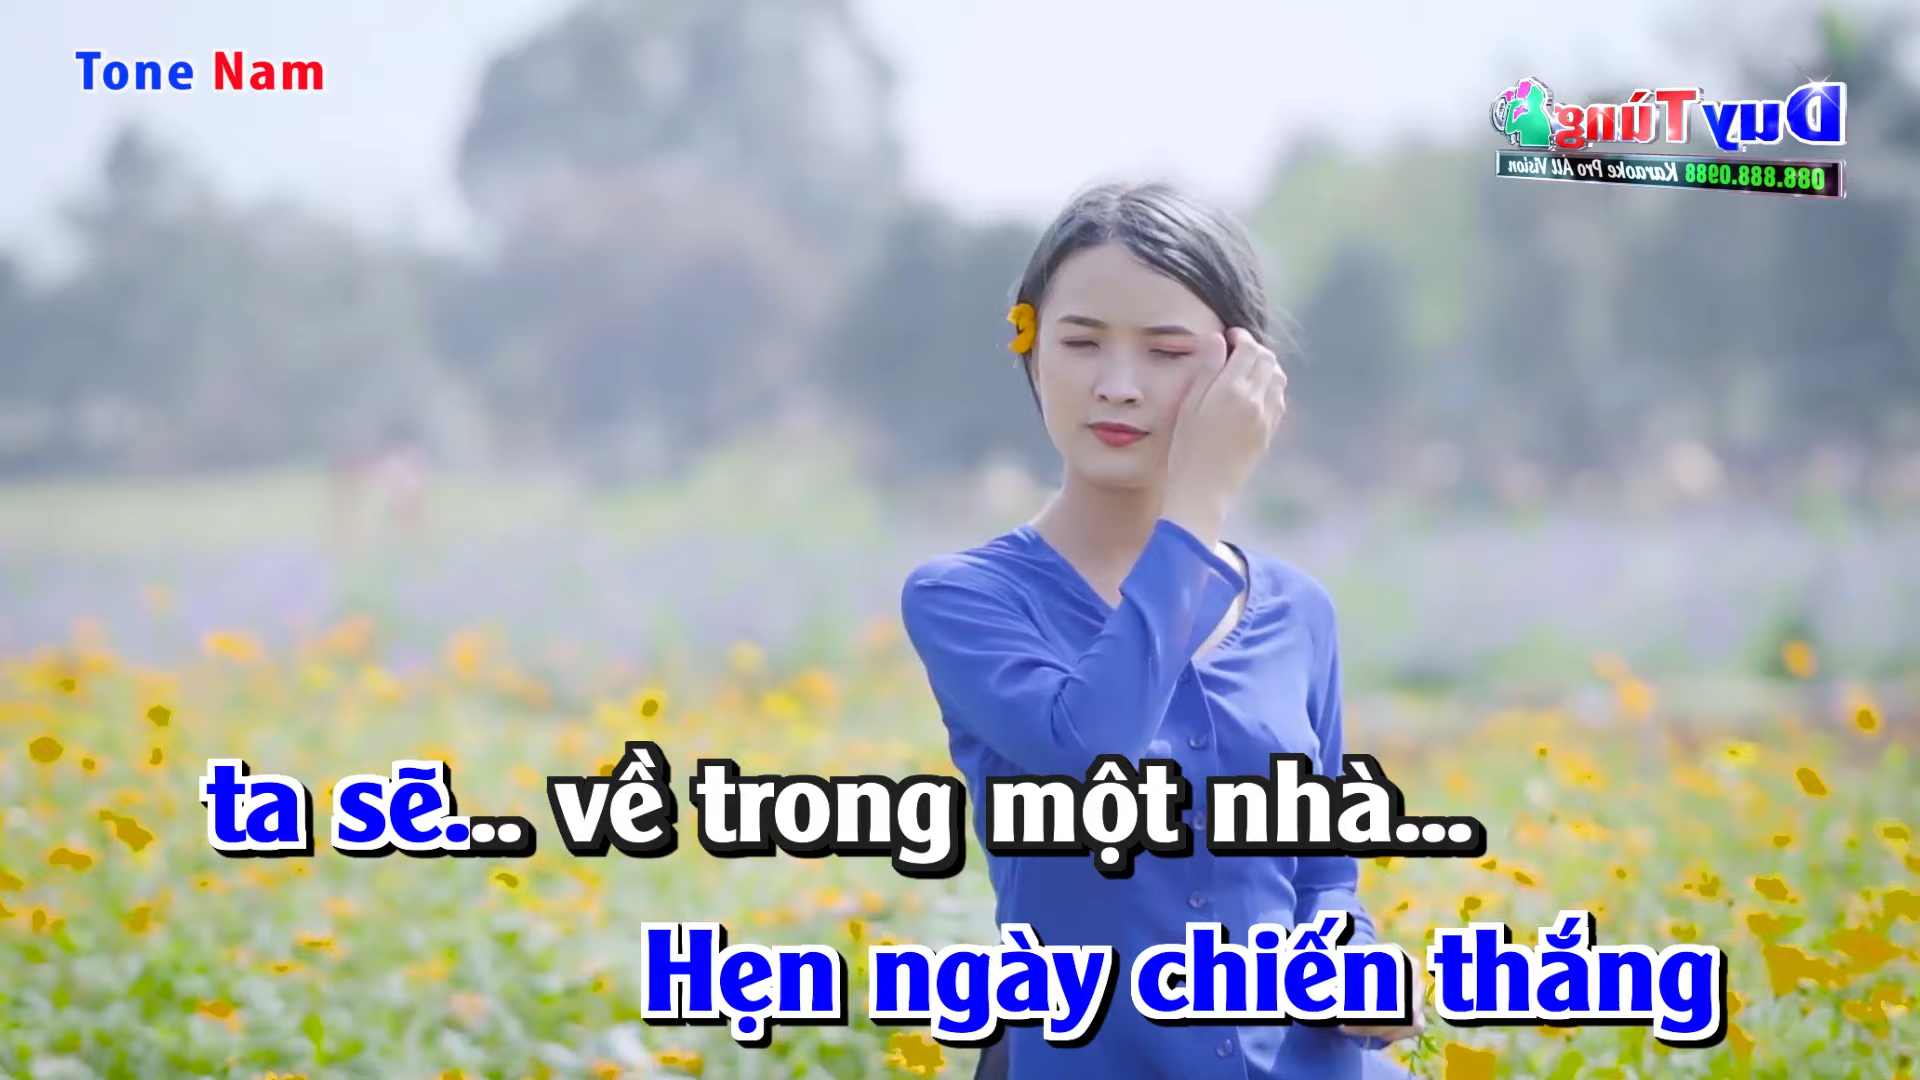 Tone Nam
Duy Tùng
088.888.0988 Karaoke Pro All Vision
ta sẽ... về trong một nhà...
Hẹn ngày chiến thắng